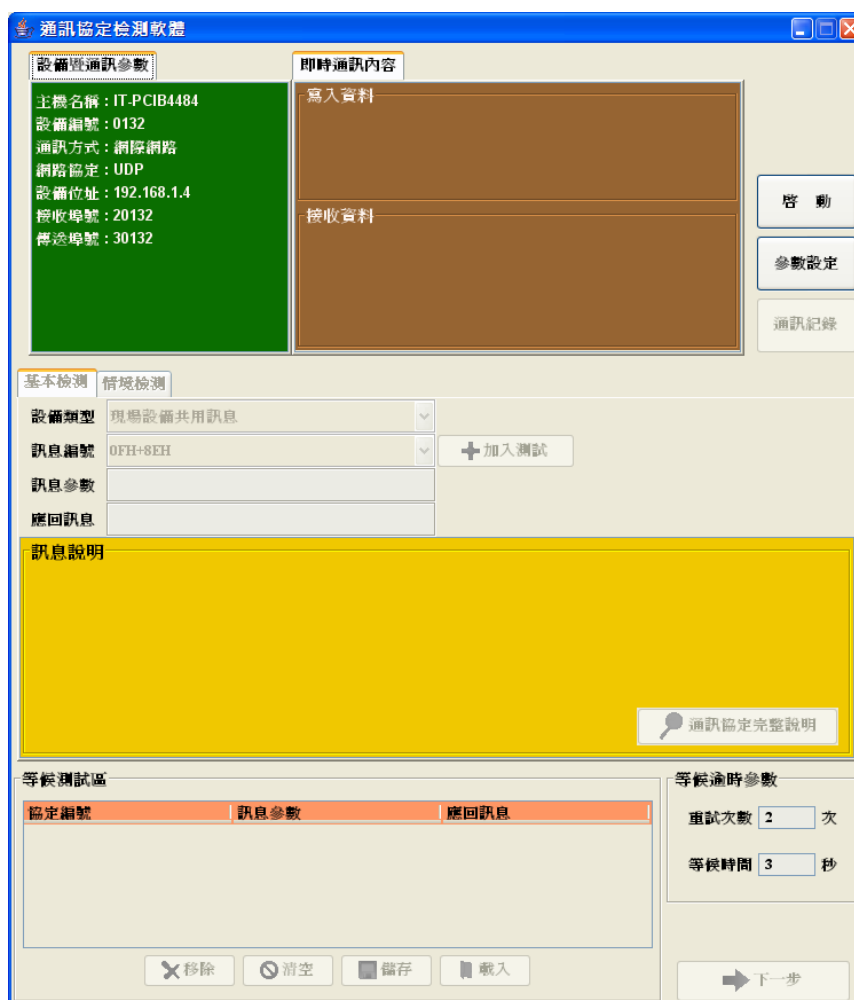 通訊協定檢測軟體
設備暨通訊參數
主機名稱：IT-PCIB4484
設備編號：0132
通訊方式：網際網路
網路協定：UDP
設備位址：192.168.1.4
接收埠號：20132
傳送埠號：30132
即時通訊內容
寫入資料
接收資料
啓 動
參數設定
通訊紀錄
基本檢測 情境檢測
設備類型 現場設備共用訊息
訊息編號 0FH+8EH 加入測試
訊息參數
應回訊息
訊息說明
通訊協定完整說明
等候測試區
協定編號 訊息參數 應回訊息
移除 清空 儲存 載入
等候逾時參數
重試次數 2 次
等候時間 3 秒
下一步